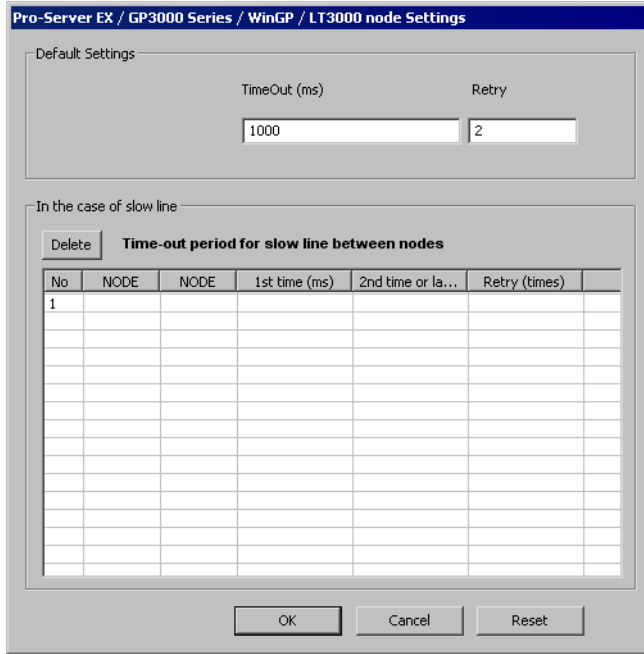 Pro-Server EX / GP3000 Series / WinGP / LT3000 node Settings
Default Settings
TimeOut (ms) Retry
1000 2
In the case of slow line
Delete Time-out period for slow line between nodes
No NODE NODE 1st time (ms) 2nd time or la... Retry (times)
1
OK Cancel Reset